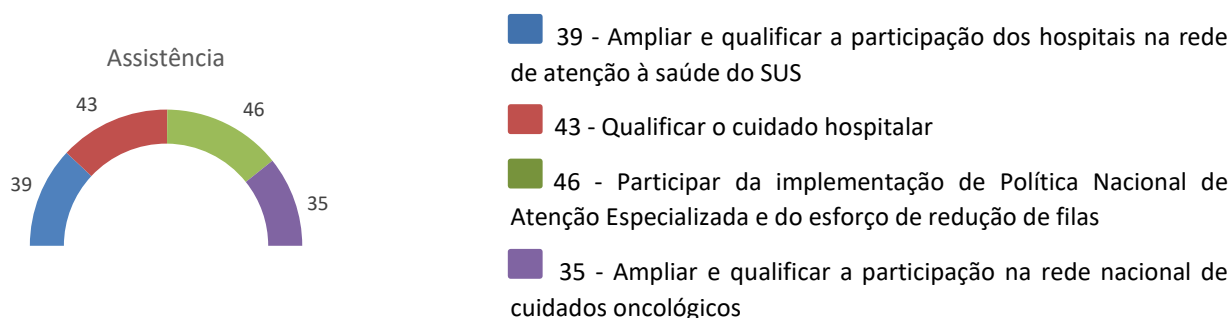 Assistência
43
46
39
35
39 - Ampliar e qualificar a participação dos hospitais na rede
de atenção à saúde do SUS
43 - Qualificar o cuidado hospitalar
46 - Participar da implementação de Política Nacional de
Atenção Especializada e do esforço de redução de filas
35 - Ampliar e qualificar a participação na rede nacional de
cuidados oncológicos